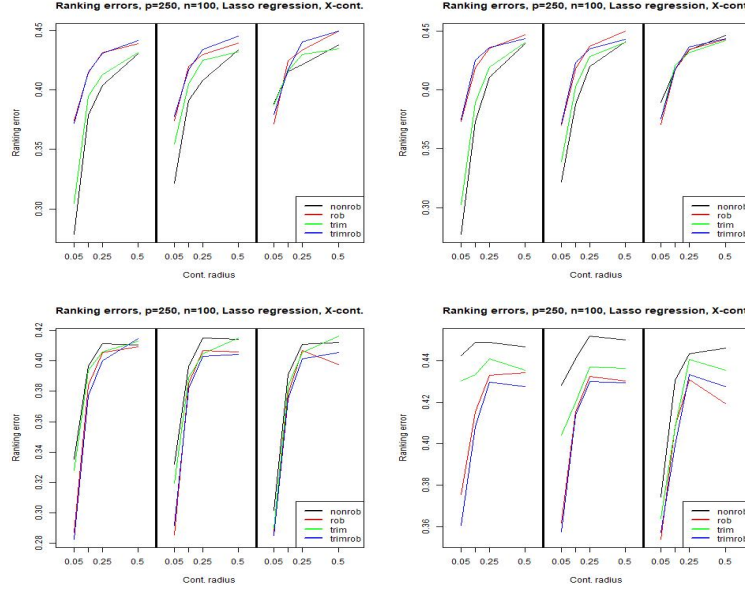 Ranking errors, p=250, n=100, Lasso regression, X-cont.
Ranking error
0.45
0.40
0.35
0.30
0.05 0.25 0.5 0.05 0.25 0.5 0.05 0.25 0.5
Cont. radius
nonrob
rob
trim
trimrob
Ranking errors, p=250, n=100, Lasso regression, X-cont
Ranking error
0.45
0.40
0.35
0.30
0.05 0.25 0.5 0.05 0.25 0.5 0.05 0.25 0.5
Cont. radius
nonrob
rob
trim
trimrob
Ranking errors, p=250, n=100, Lasso regression, X-cont.
Ranking error
0.42
0.40
0.38
0.36
0.34
0.32
0.30
0.28
0.05 0.25 0.5 0.05 0.25 0.5 0.05 0.25 0.5
Cont. radius
nonrob
rob
trim
trimrob
Ranking errors, p=250, n=100, Lasso regression, X-cont
Ranking error
0.44
0.42
0.40
0.38
0.36
0.05 0.25 0.5 0.05 0.25 0.5 0.05 0.25 0.5
Cont. radius
nonrob
rob
trim
trimrob